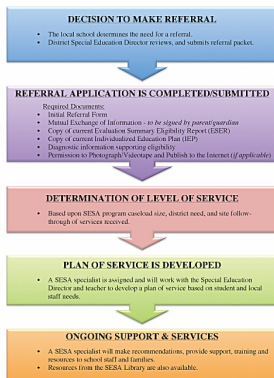 DECISION TO MAKE REFERRAL
• The local school determines the need for a referral.
• District Special Education Director reviews, and submits referral packet.
REFERRAL APPLICATION IS COMPLETED/SUBMITTED
Required Documents:
• Initial Referral Form
• Mutual Exchange of Information - to be signed by parent/guardian
• Copy of current Evaluation Summary Eligibility Report (ESER)
• Copy of current Individualized Education Plan (IEP)
• Diagnostic information supporting eligibility
• Permission to Photograph/Videotape and Publish to the Internet (if applicable)
DETERMINATION OF LEVEL OF SERVICE
• Based upon SESA program caseload size, district need, and site follow-
through of services received.
PLAN OF SERVICE IS DEVELOPED
• A SESA specialist is assigned and will work with the Special Education
Director and teacher to develop a plan of service based on student and local
staff needs.
ONGOING SUPPORT & SERVICES
• A SESA specialist will make recommendations, provide support, training and
resources to school staff and families.
• Resources from the SESA Library are also available.